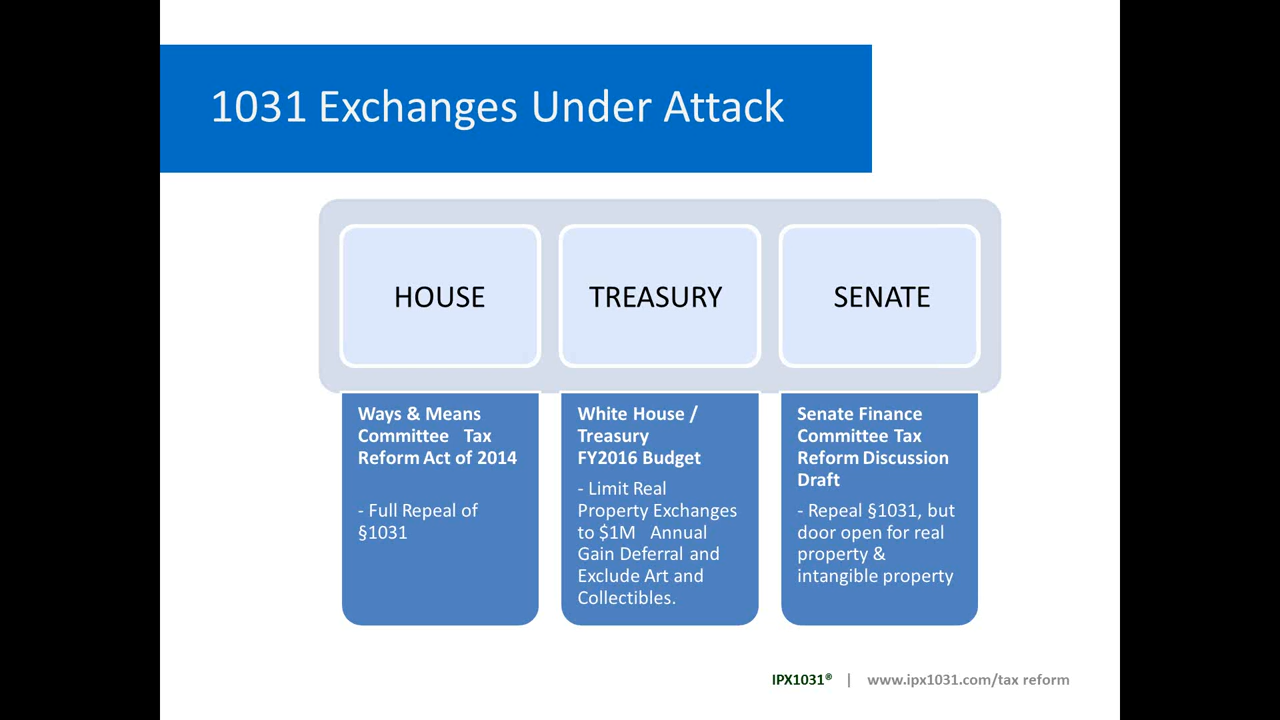 1031 Exchanges Under Attack
HOUSE
TREASURY
SENATE
Ways & Means
Committee Tax
Reform Act of 2014
- Full Repeal of
§1031
White House /
Treasury
FY2016 Budget
- Limit Real
Property Exchanges
to $1M Annual
Gain Deferral and
Exclude Art and
Collectibles.
Senate Finance
Committee Tax
Reform Discussion
Draft
- Repeal §1031, but
door open for real
property &
intangible property
IPX1031® | www.ipx1031.com/tax reform